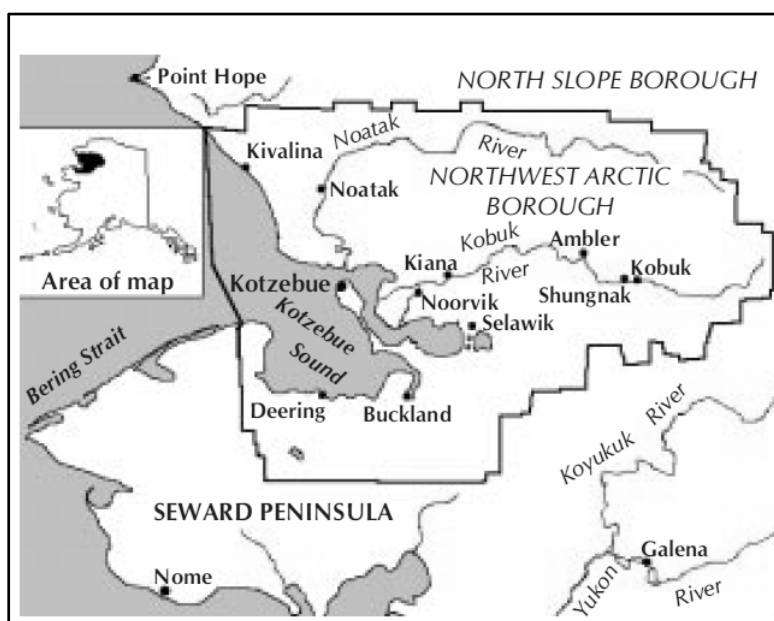 Point Hope
NORTH SLOPE BOROUGH
Noatak
River
Kivalina
Noatak
NORTHWEST ARCTIC
BOROUGH
Area of map
Kobuk
River
Ambler
Kiana
Kobuk
Kotzebue
Noorvik
Shungnak
Selawik
Kotzebue
Sound
Bering Strait
Deering
Buckland
Koyukuk
River
SEWARD PENINSULA
Galena
Nome
Yukon
River